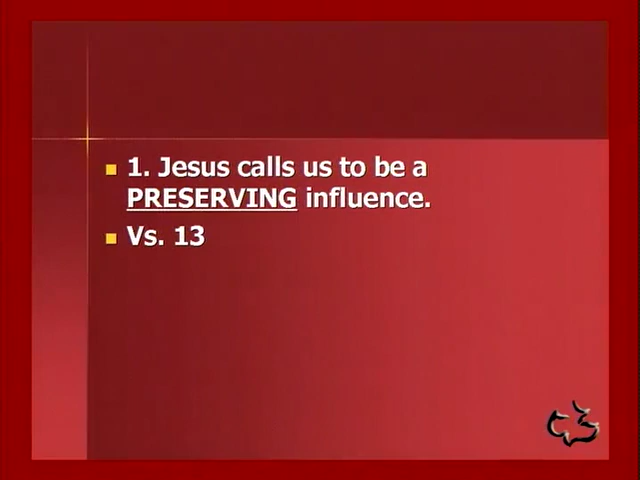 1. Jesus calls us to be a
PRESERVING influence.
Vs. 13